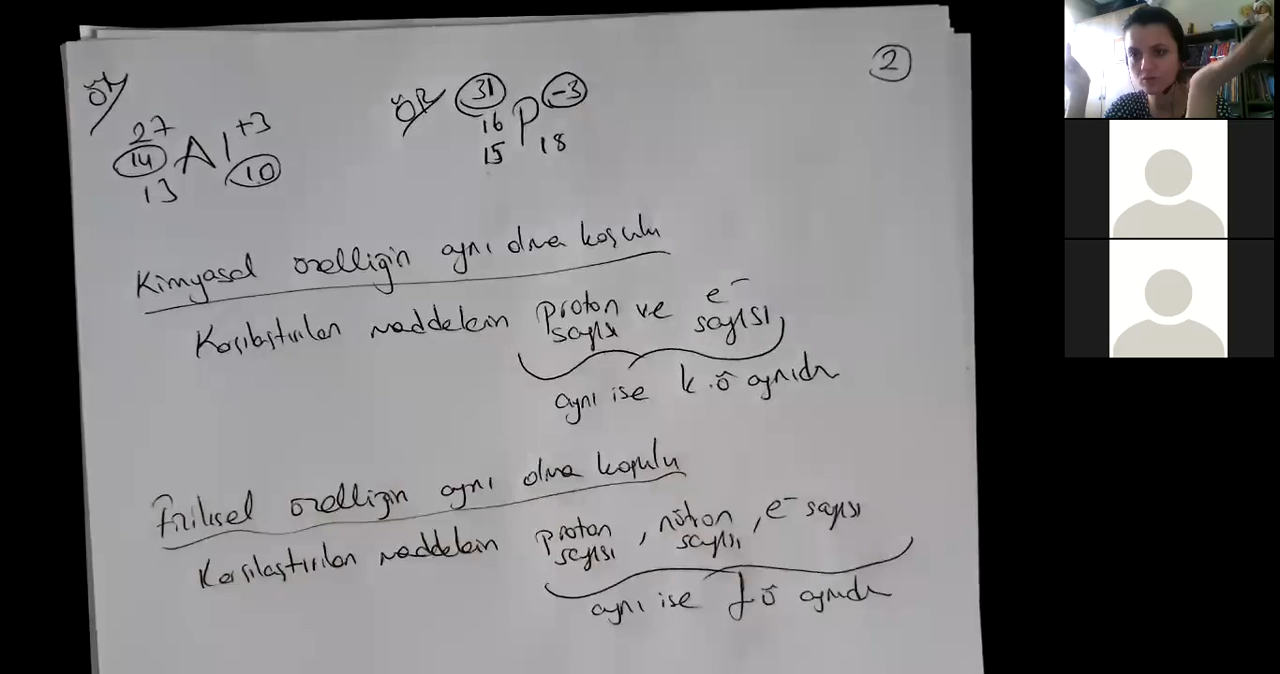 2
ÖR ÖR
27 14 13 Al +3 10
31 16 15 P -3 18
Kimyasal özelliğin aynı olma koşulu
Karşılaştırılan maddelerin proton sayısı ve e⁻ sayısı
aynı ise k.ö aynıdır
Fiziksel özelliğin aynı olma koşulu
Karşılaştırılan maddelerin proton sayısı, nötron sayısı, e⁻ sayısı
aynı ise f.ö aynıdır